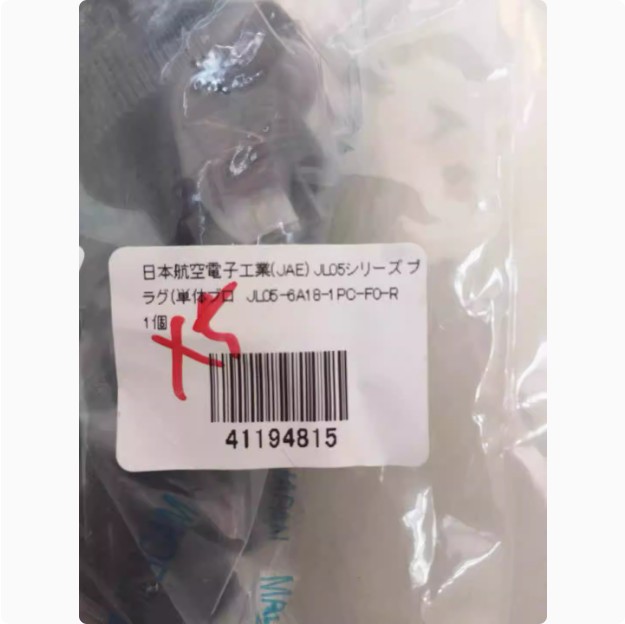 日本航空電子工業(JAE) JL05シリーズ プ
ラグ(単体ブロ JL05-6A18-1PC-F0-R
1個
X5
41194815